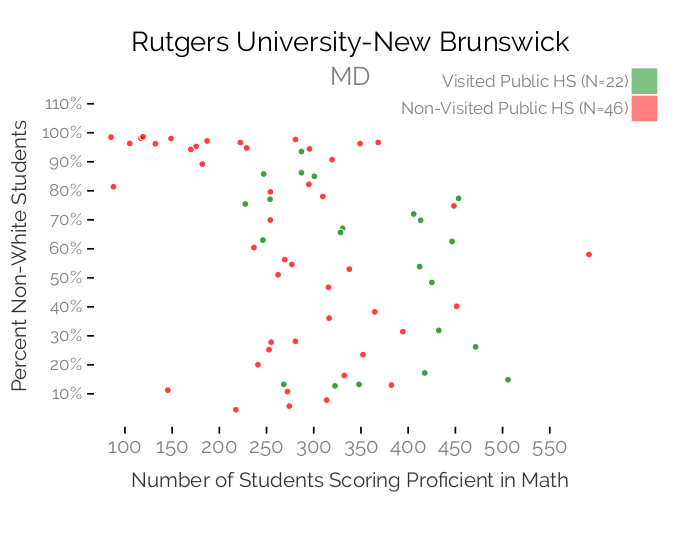 Rutgers University-New Brunswick
MD
Visited Public HS (N=22)
Non-Visited Public HS (N=46)
Percent Non-White Students
110%
100%
90%
80%
70%
60%
50%
40%
30%
20%
10%
100 150 200 250 300 350 400 450 500 550
Number of Students Scoring Proficient in Math